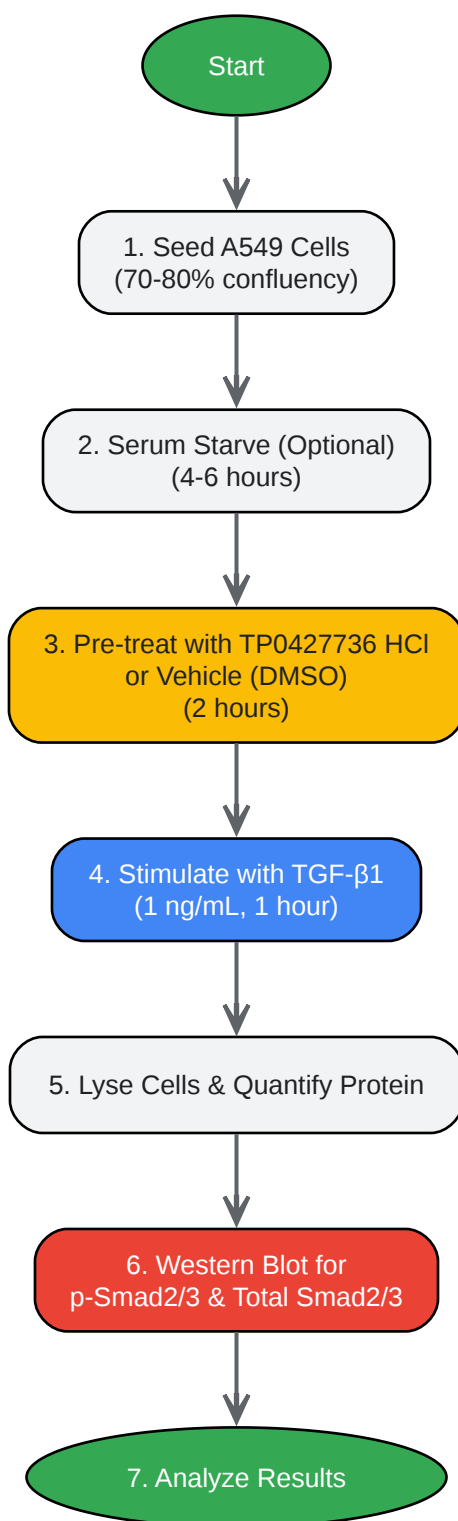 Start
1. Seed A549 Cells
(70-80% confluency)
2. Serum Starve (Optional)
(4-6 hours)
3. Pre-treat with TP0427736 HCl
or Vehicle (DMSO)
(2 hours)
4. Stimulate with TGF-β1
(1 ng/mL, 1 hour)
5. Lyse Cells & Quantify Protein
6. Western Blot for
p-Smad2/3 & Total Smad2/3
7. Analyze Results